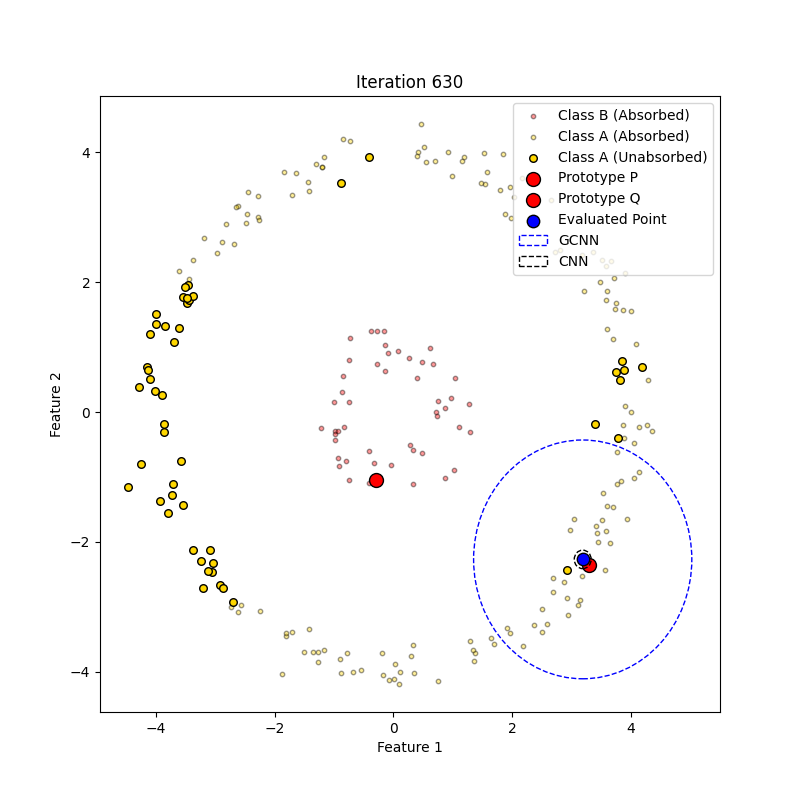 Iteration 630
Class B (Absorbed)
Class A (Absorbed)
Class A (Unabsorbed)
Prototype P
Prototype Q
Evaluated Point
GCNN
CNN
Feature 2
4
2
0
−2
−4
−4
−2
0
2
4
Feature 1